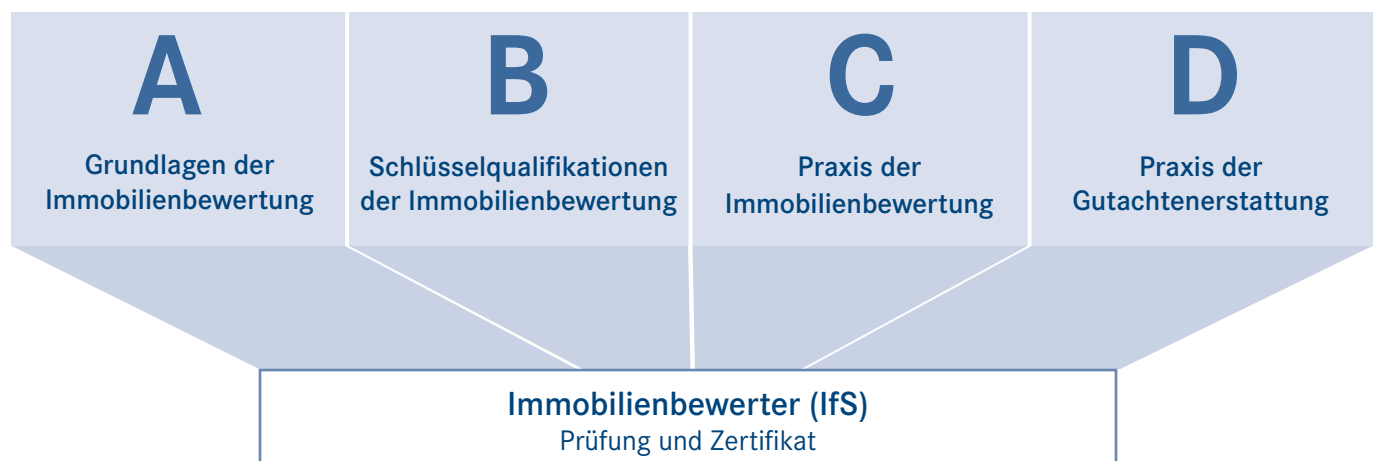 A
Grundlagen der
Immobilienbewertung
B
Schlüsselqualifikationen
der Immobilienbewertung
C
Praxis der
Immobilienbewertung
D
Praxis der
Gutachtenerstattung
Immobilienbewerter (IfS)
Prüfung und Zertifikat